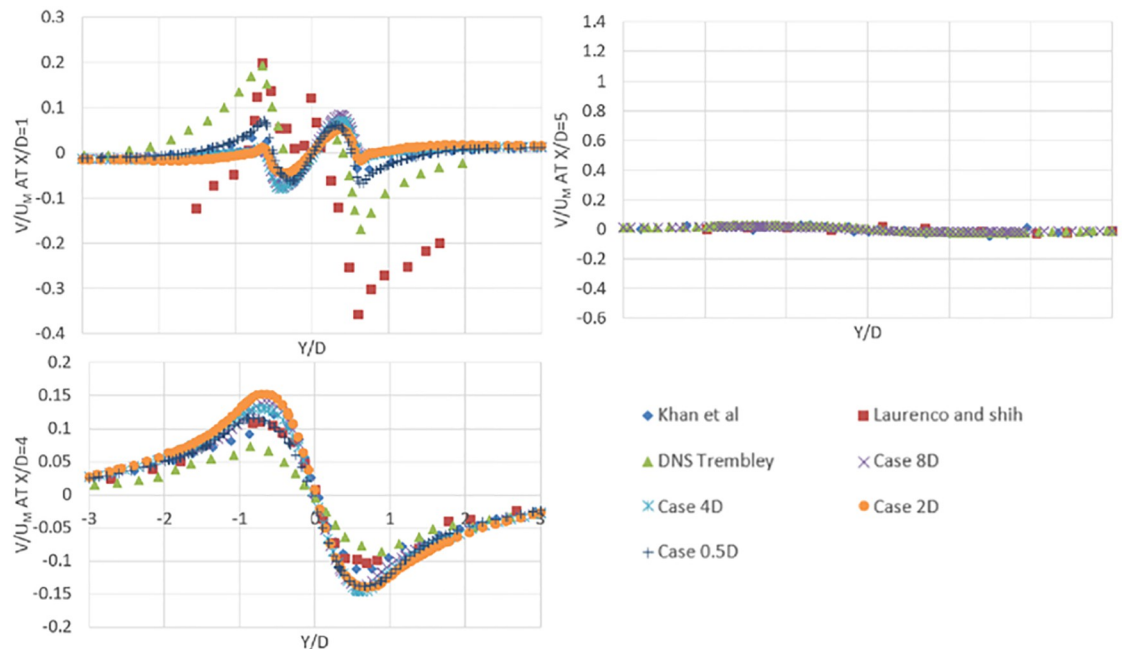 V/U_M AT X/D=1
0.3
0.2
0.1
0
-0.1
-0.2
-0.3
-0.4
Y/D
V/U_M AT X/D=5
1.4
1.2
1
0.8
0.6
0.4
0.2
0
-0.2
-0.4
-0.6
Y/D
V/U_M AT X/D=4
0.2
0.15
0.1
0.05
0
-0.05
-0.1
-0.15
-0.2
-3 -2 -1 0 1 2 3
Y/D
Khan et al
Laurenco and shih
DNS Trembley
Case 8D
Case 4D
Case 2D
Case 0.5D